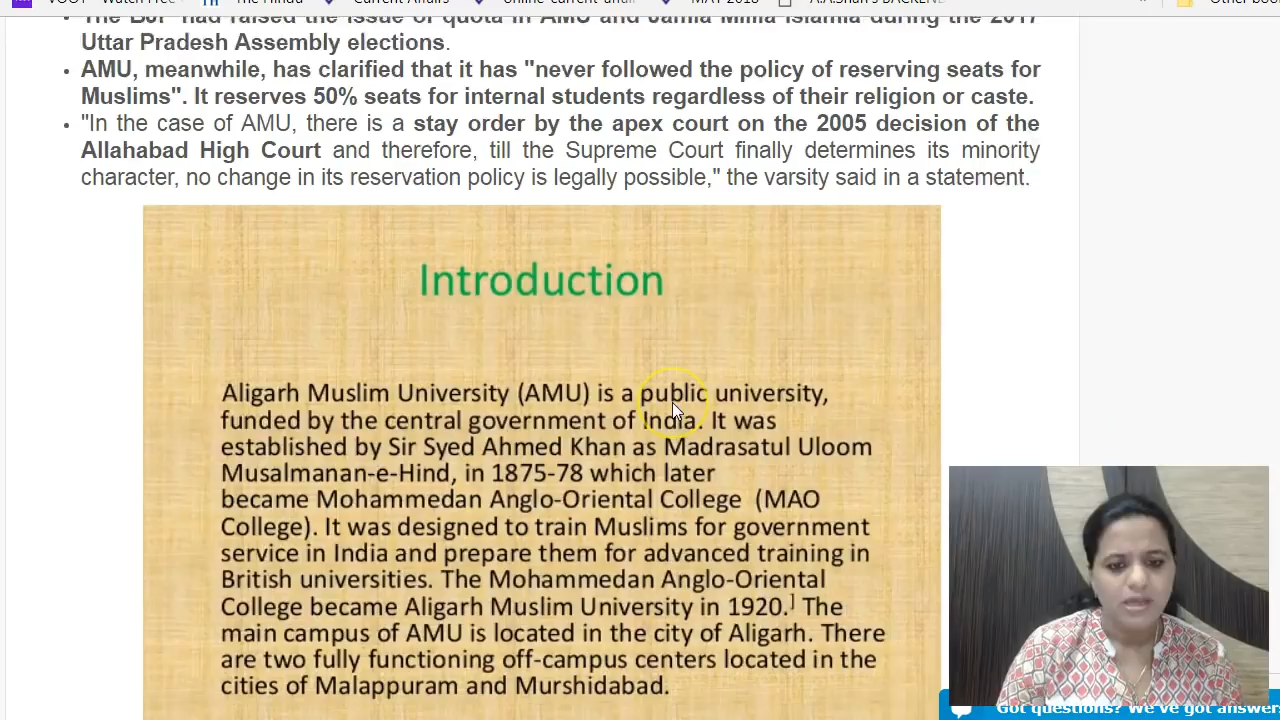 The BJP had raised the issue of quota in AMU and Jamia Millia Islamia during the 2017
Uttar Pradesh Assembly elections.
• AMU, meanwhile, has clarified that it has "never followed the policy of reserving seats for
Muslims". It reserves 50% seats for internal students regardless of their religion or caste.
• "In the case of AMU, there is a stay order by the apex court on the 2005 decision of the
Allahabad High Court and therefore, till the Supreme Court finally determines its minority
character, no change in its reservation policy is legally possible," the varsity said in a statement.
Introduction
Aligarh Muslim University (AMU) is a public university,
funded by the central government of India. It was
established by Sir Syed Ahmed Khan as Madrasatul Uloom
Musalmanan-e-Hind, in 1875-78 which later
became Mohammedan Anglo-Oriental College (MAO
College). It was designed to train Muslims for government
service in India and prepare them for advanced training in
British universities. The Mohammedan Anglo-Oriental
College became Aligarh Muslim University in 1920.] The
main campus of AMU is located in the city of Aligarh. There
are two fully functioning off-campus centers located in the
cities of Malappuram and Murshidabad.
Got questions? We've got answers